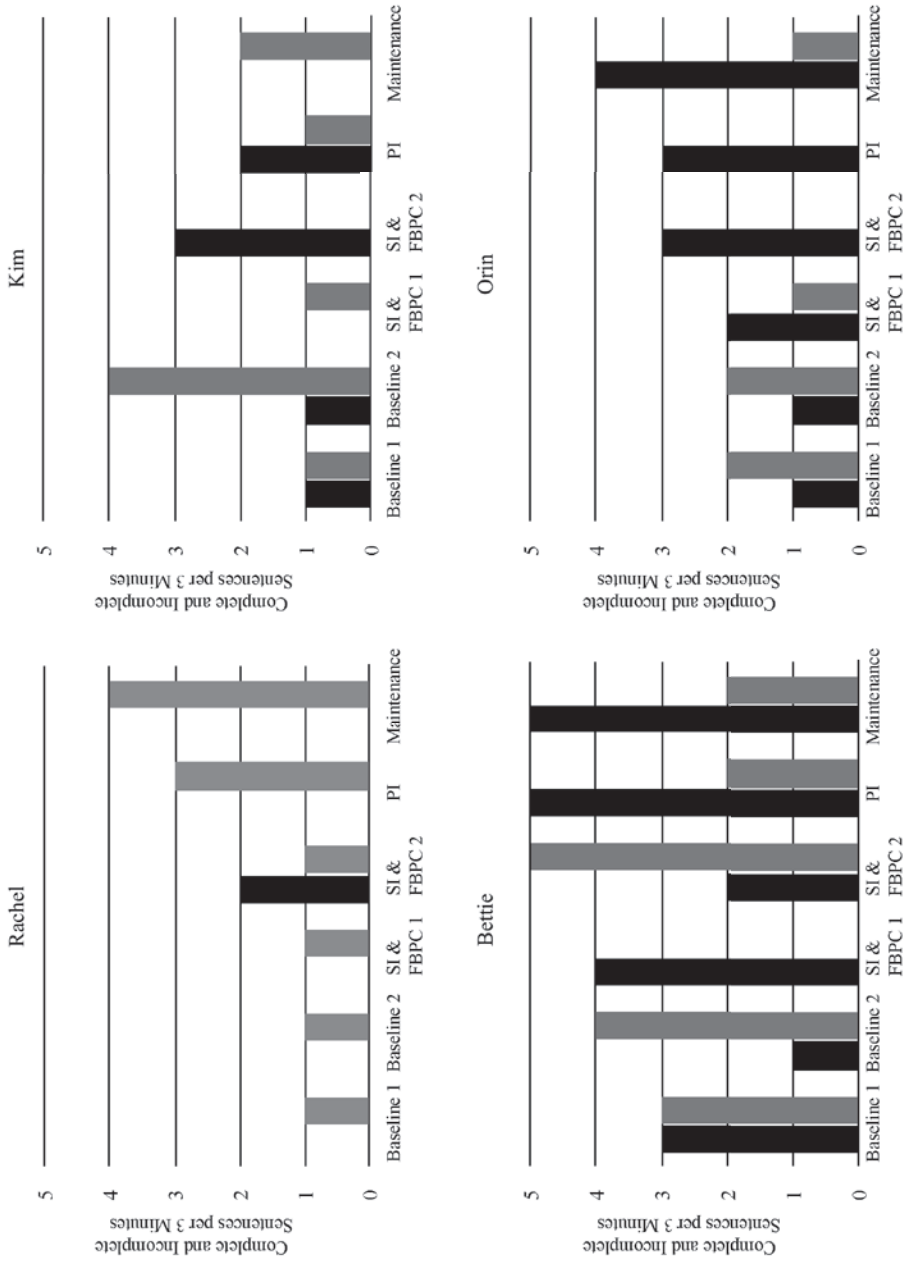 Rachel
Complete and Incomplete
Sentences per 3 Minutes
5
4
3
2
1
0
Baseline 1 Baseline 2 SI & SI & PI Maintenance
FBPC 1 FBPC 2
Kim
Complete and Incomplete
Sentences per 3 Minutes
5
4
3
2
1
0
Baseline 1 Baseline 2 SI & SI & PI Maintenance
FBPC 1 FBPC 2
Bettie
Complete and Incomplete
Sentences per 3 Minutes
5
4
3
2
1
0
Baseline 1 Baseline 2 SI & SI & PI Maintenance
FBPC 1 FBPC 2
Orin
Complete and Incomplete
Sentences per 3 Minutes
5
4
3
2
1
0
Baseline 1 Baseline 2 SI & SI & PI Maintenance
FBPC 1 FBPC 2